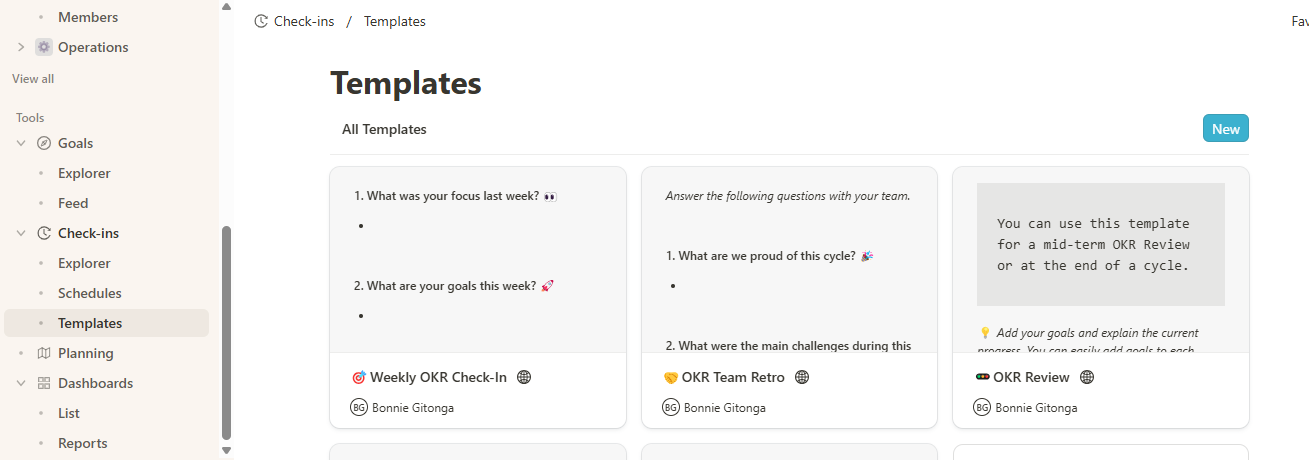 Members
Operations
View all
Tools
Goals
Explorer
Feed
Check-ins
Explorer
Schedules
Templates
Planning
Dashboards
List
Reports
Check-ins / Templates
Fav
Templates
All Templates
New
1. What was your focus last week? 👀
•
2. What are your goals this week? 🚀
•
🎯 Weekly OKR Check-In
BG Bonnie Gitonga
Answer the following questions with your team.
1. What are we proud of this cycle? 🎉
•
2. What were the main challenges during this
🤝 OKR Team Retro
BG Bonnie Gitonga
You can use this template
for a mid-term OKR Review
or at the end of a cycle.
💡 Add your goals and explain the current
progress. You can easily add goals to each
🚥 OKR Review
BG Bonnie Gitonga